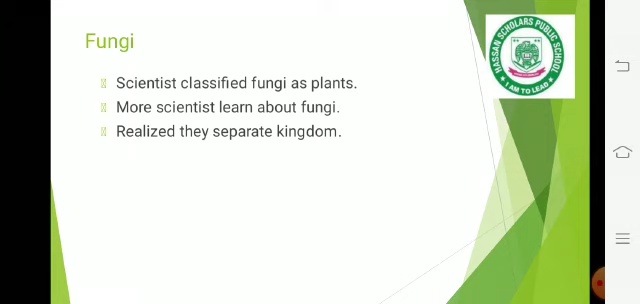 Fungi
Scientist classified fungi as plants.
More scientist learn about fungi.
Realized they separate kingdom.
HASSAN SCHOLARS PUBLIC SCHOOL
I AM TO LEAD